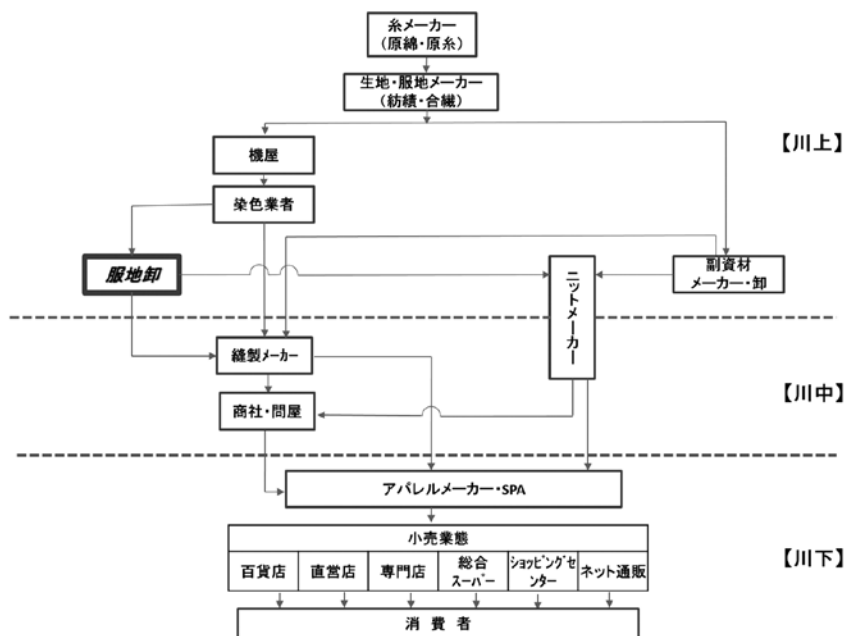 糸メーカー
(原綿・原糸)
生地・服地メーカー
(紡績・合繊)
【川上】
機屋
染色業者
服地卸
ニットメーカー
副資材
メーカー・卸
縫製ﾒｰｶｰ
商社・問屋
【川中】
アパレルメーカー・SPA
小売業態
百貨店
直営店
専門店
総合
スーパー
ｼｮｯﾋﾟﾝｸﾞｾ
ﾝﾀｰ
ネット通販
【川下】
消 費 者